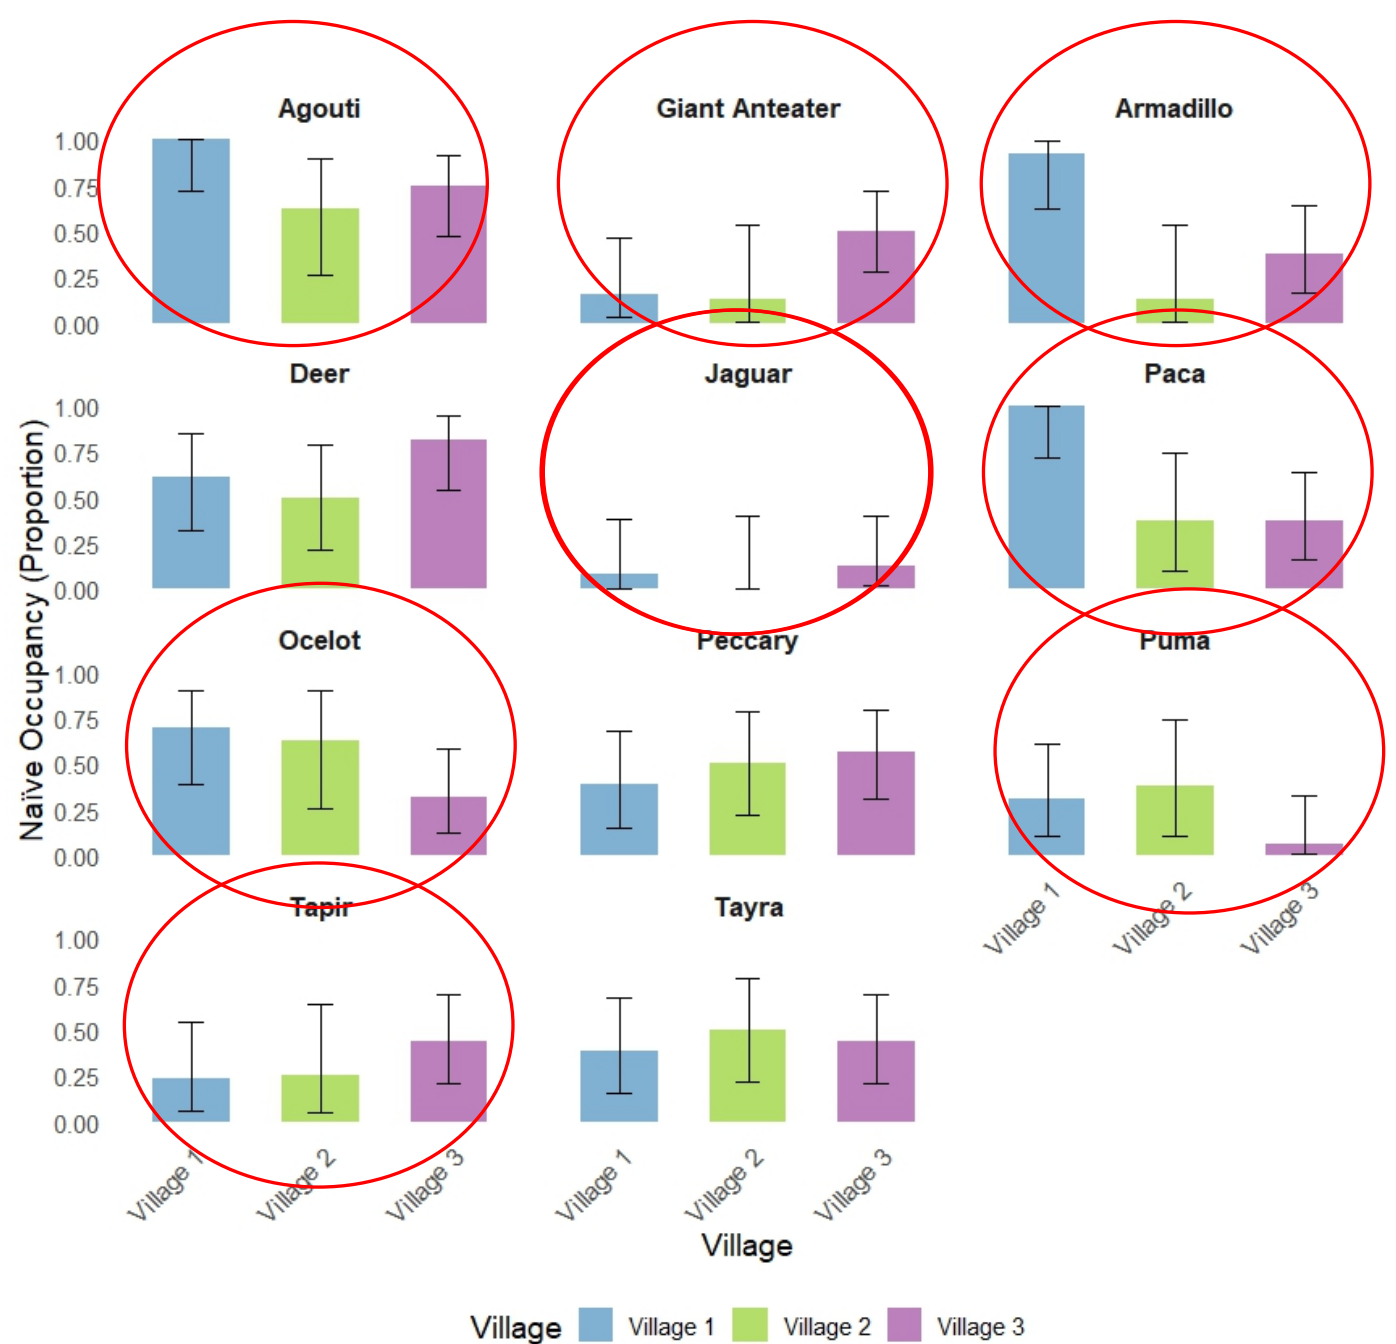 Agouti
Giant Anteater
Armadillo
1.00
0.75
0.50
0.25
0.00
Deer
Jaguar
Paca
1.00
0.75
0.50
0.25
0.00
Naïve Occupancy (Proportion)
Ocelot
Peccary
Puma
1.00
0.75
0.50
0.25
0.00
Village 1
Village 2
Village 3
Tapir
Tayra
1.00
0.75
0.50
0.25
0.00
Village 1
Village 2
Village 3
Village 1
Village 2
Village 3
Village
Village Village 1 Village 2 Village 3